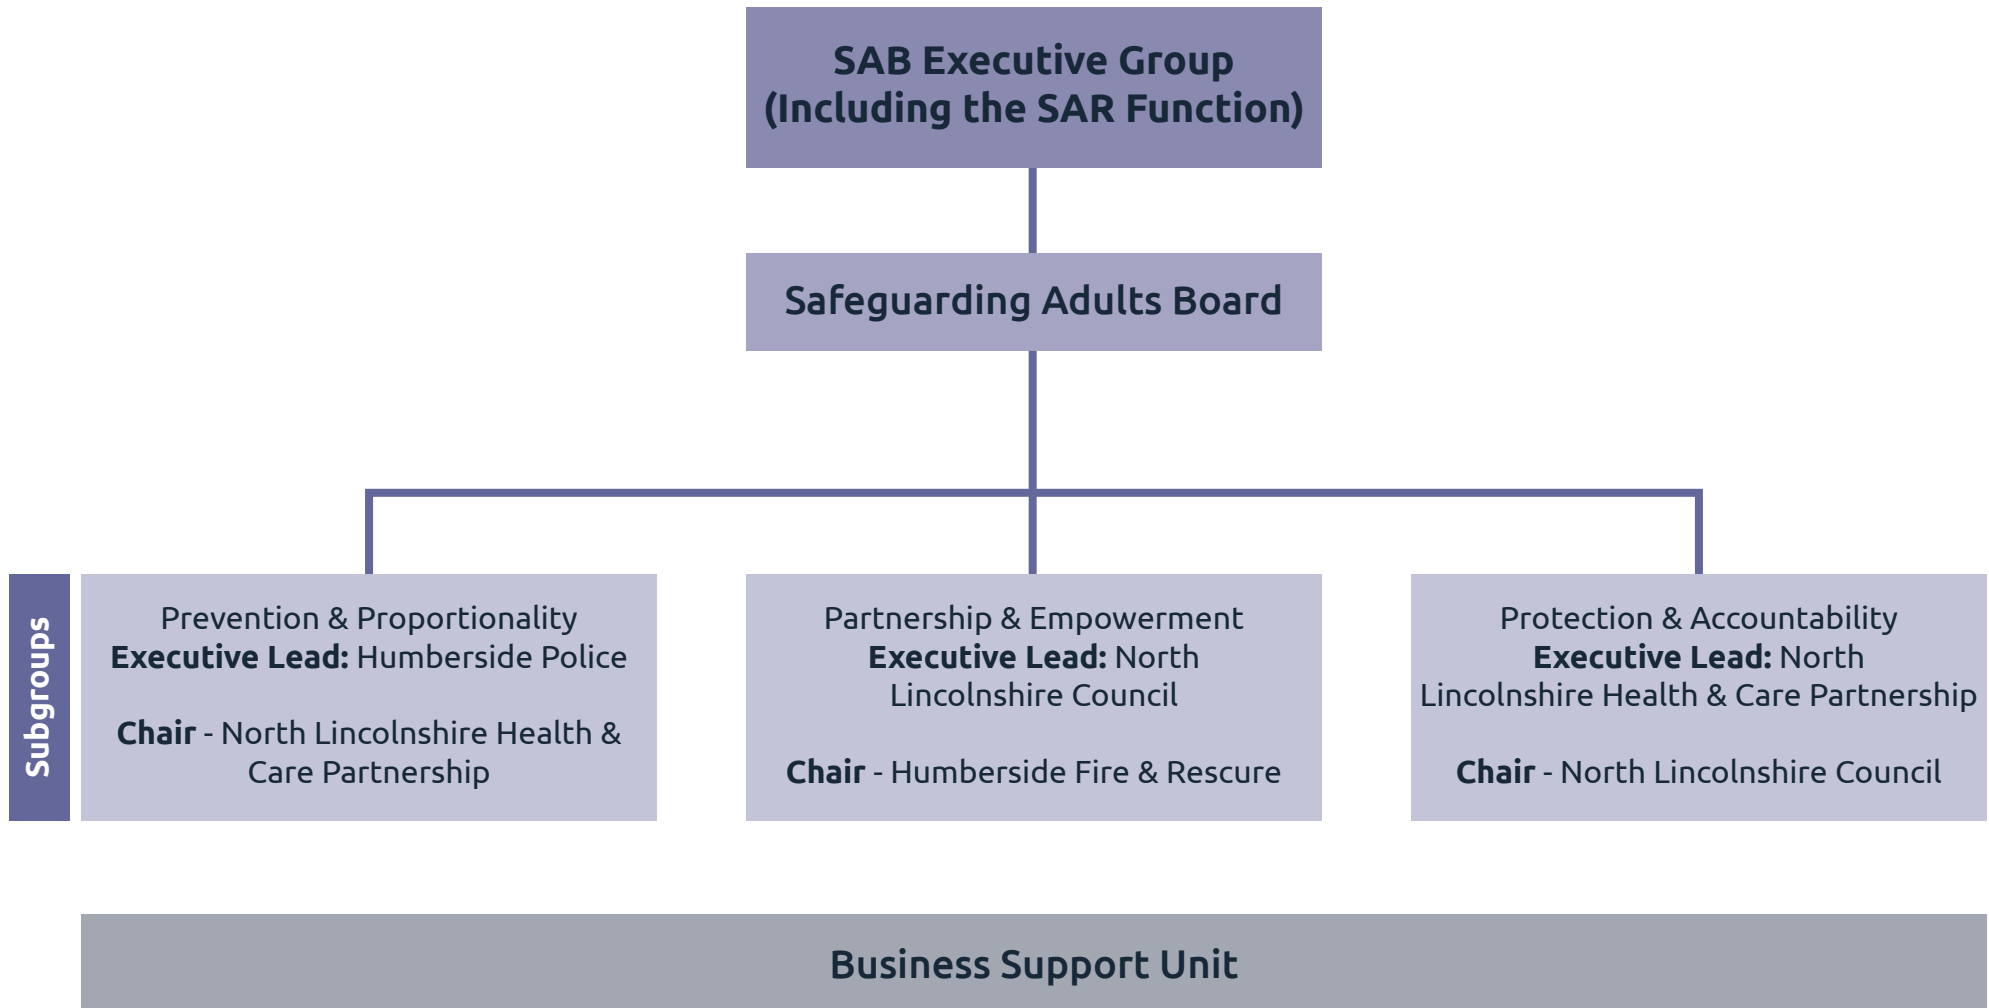 SAB Executive Group
(Including the SAR Function)
Safeguarding Adults Board
Subgroups
Prevention & Proportionality
Executive Lead: Humberside Police
Chair - North Lincolnshire Health &
Care Partnership
Partnership & Empowerment
Executive Lead: North
Lincolnshire Council
Chair - Humberside Fire & Rescure
Protection & Accountability
Executive Lead: North
Lincolnshire Health & Care Partnership
Chair - North Lincolnshire Council
Business Support Unit